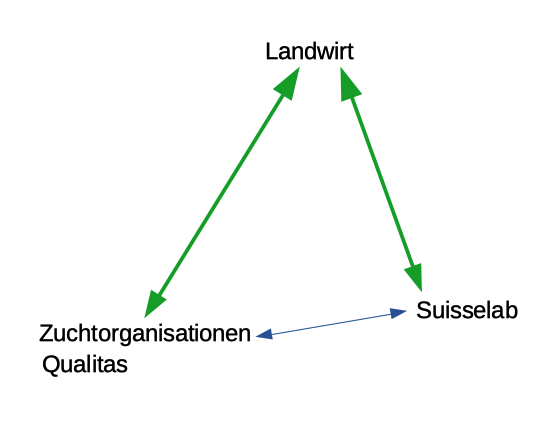 Landwirt
Suisselab
Zuchtorganisationen
Qualitas